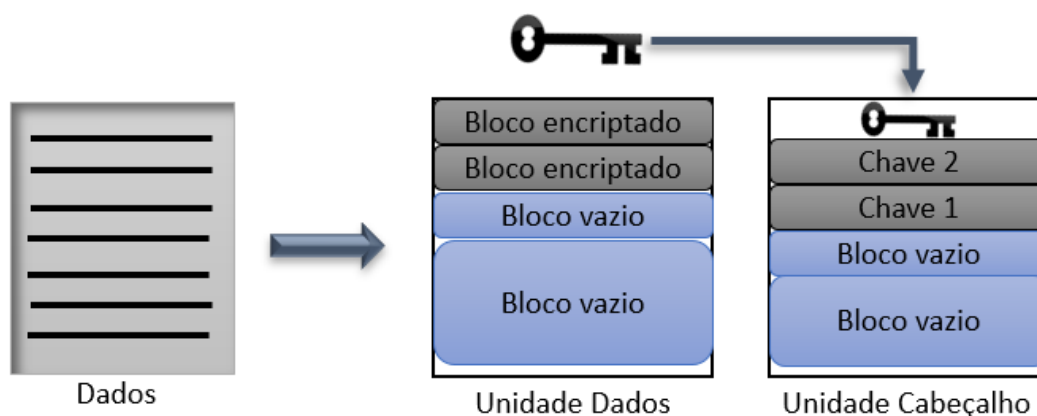 Bloco encriptado
Bloco encriptado
Bloco vazio
Bloco vazio
Chave 2
Chave 1
Bloco vazio
Bloco vazio
Dados
Unidade Dados
Unidade Cabeçalho